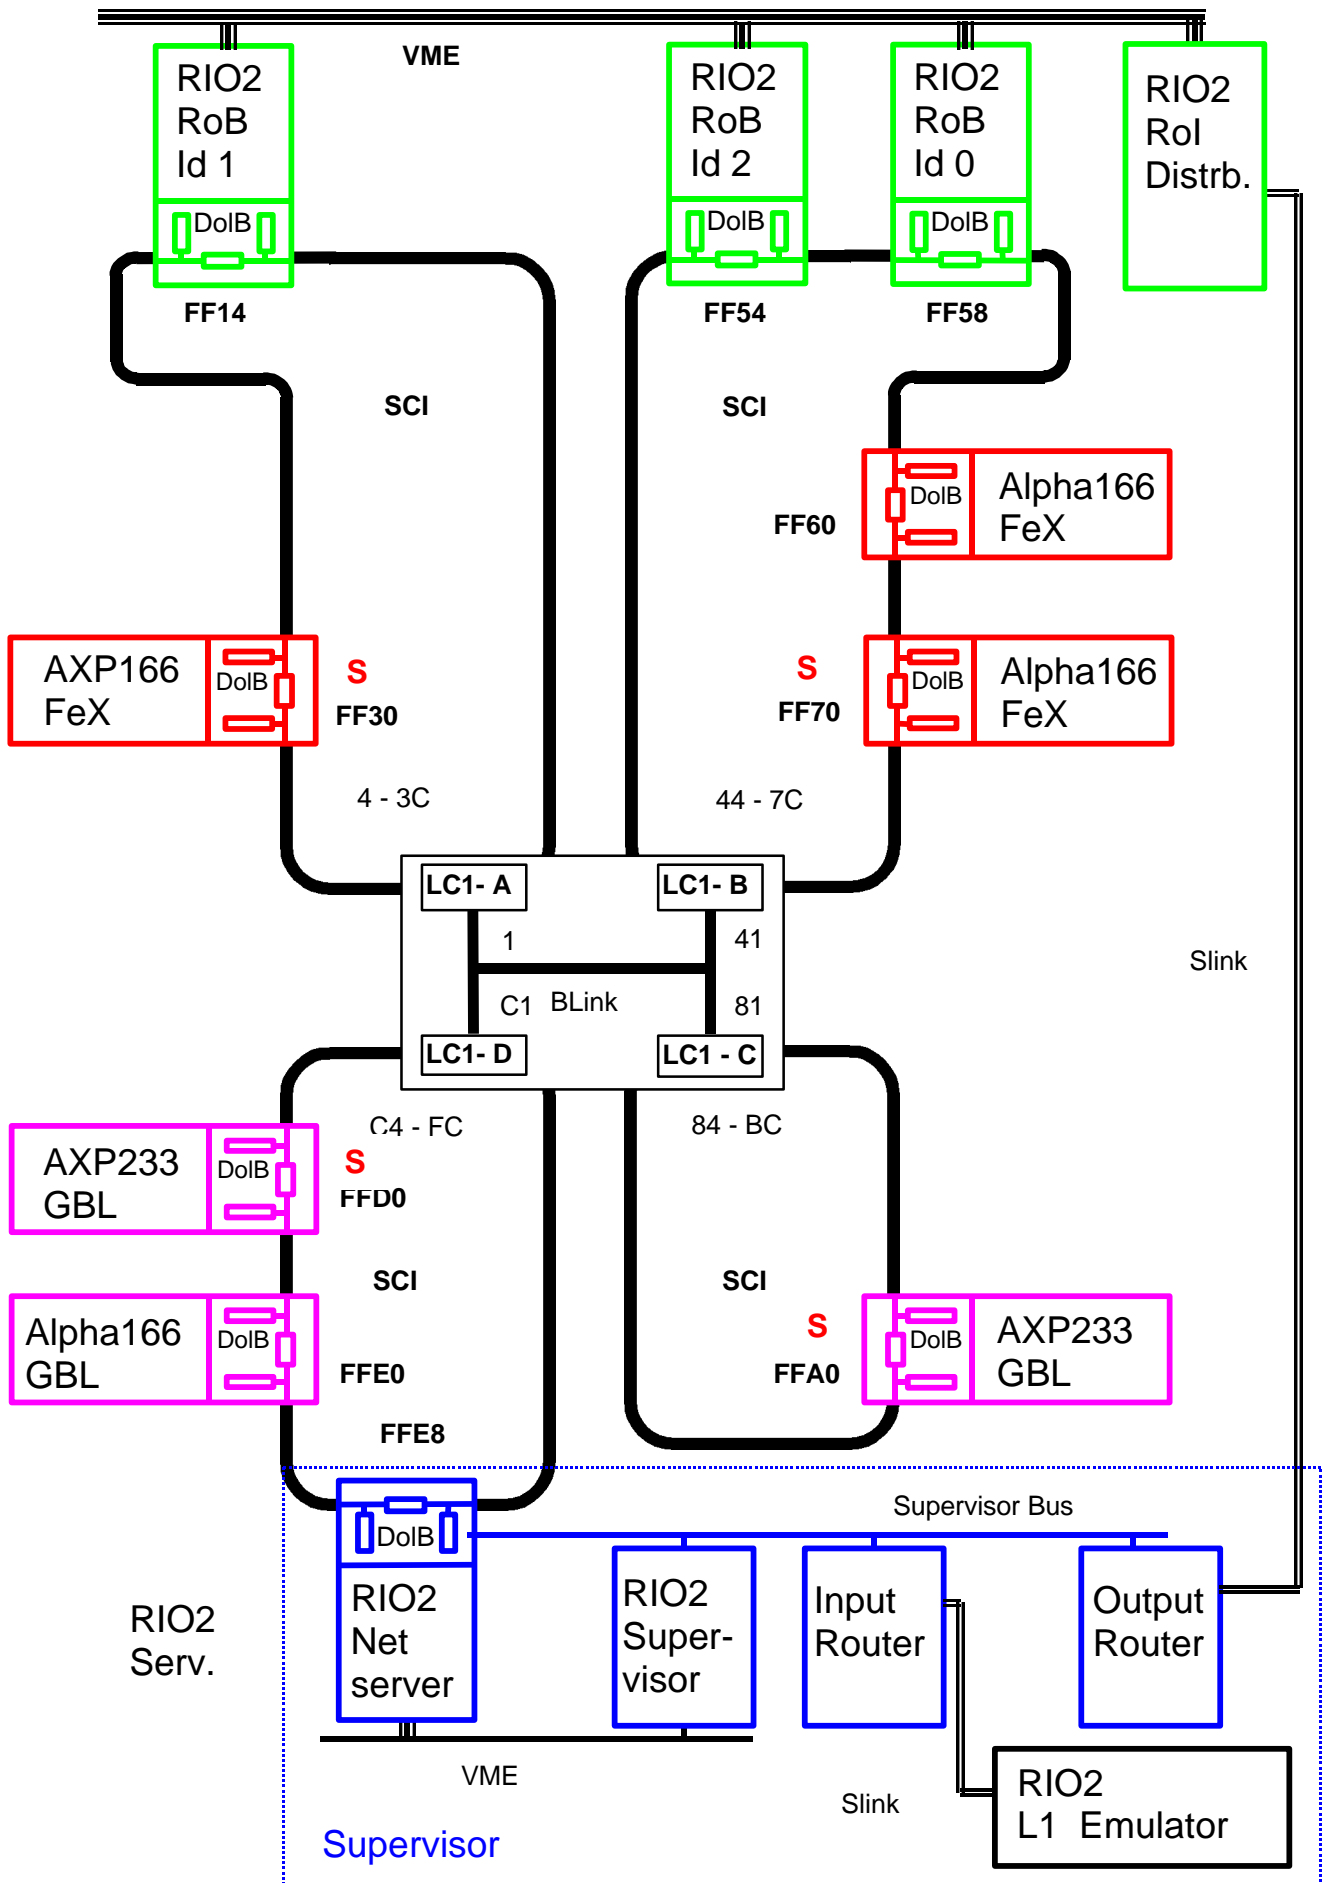 VME
RIO2
RoB
Id 1
DolB
FF14
RIO2
RoB
Id 2
DolB
FF54
RIO2
RoB
Id 0
DolB
FF58
RIO2
RoI
Distrb.
SCI
SCI
FF60
DolB
Alpha166
FeX
AXP166
FeX
DolB
S
FF30
S
FF70
DolB
Alpha166
FeX
4 - 3C
44 - 7C
LC1- A
LC1- B
1
41
Slink
C1
BLink
81
LC1- D
LC1 - C
C4 - FC
84 - BC
AXP233
GBL
DolB
S
FFD0
SCI
SCI
Alpha166
GBL
DolB
FFE0
S
FFA0
DolB
AXP233
GBL
FFE8
Supervisor Bus
DolB
RIO2
Net
server
RIO2
Super-
visor
Input
Router
Output
Router
RIO2
Serv.
VME
Slink
RIO2
L1 Emulator
Supervisor